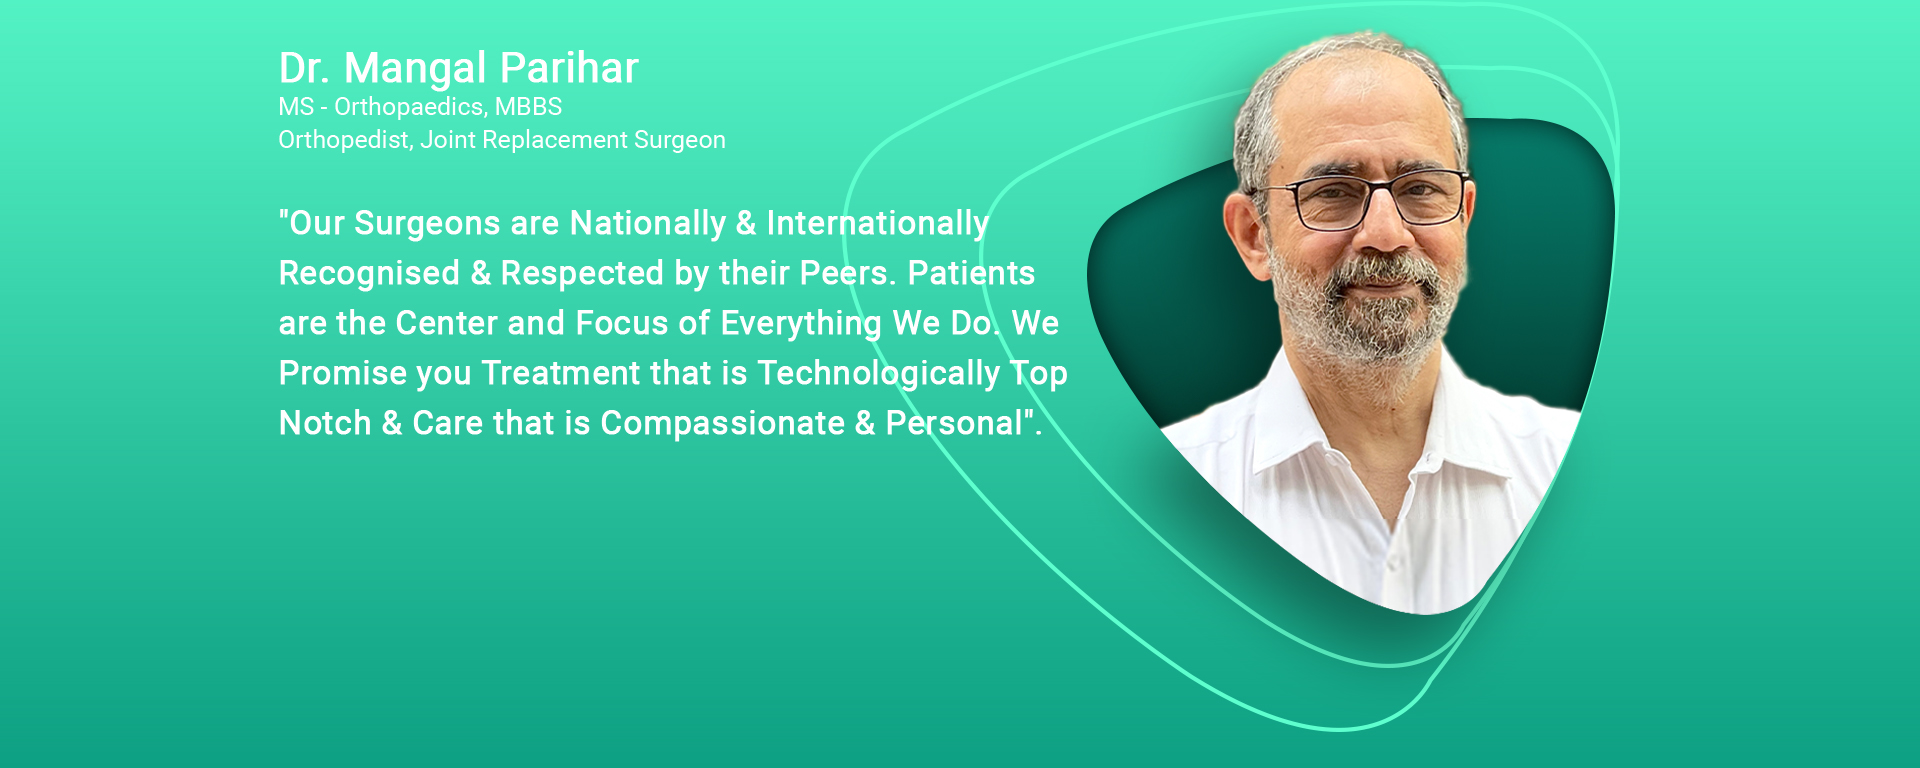 Dr. Mangal Parihar
MS - Orthopaedics, MBBS
Orthopedist, Joint Replacement Surgeon
"Our Surgeons are Nationally & Internationally
Recognised & Respected by their Peers. Patients
are the Center and Focus of Everything We Do. We
Promise you Treatment that is Technologically Top
Notch & Care that is Compassionate & Personal".